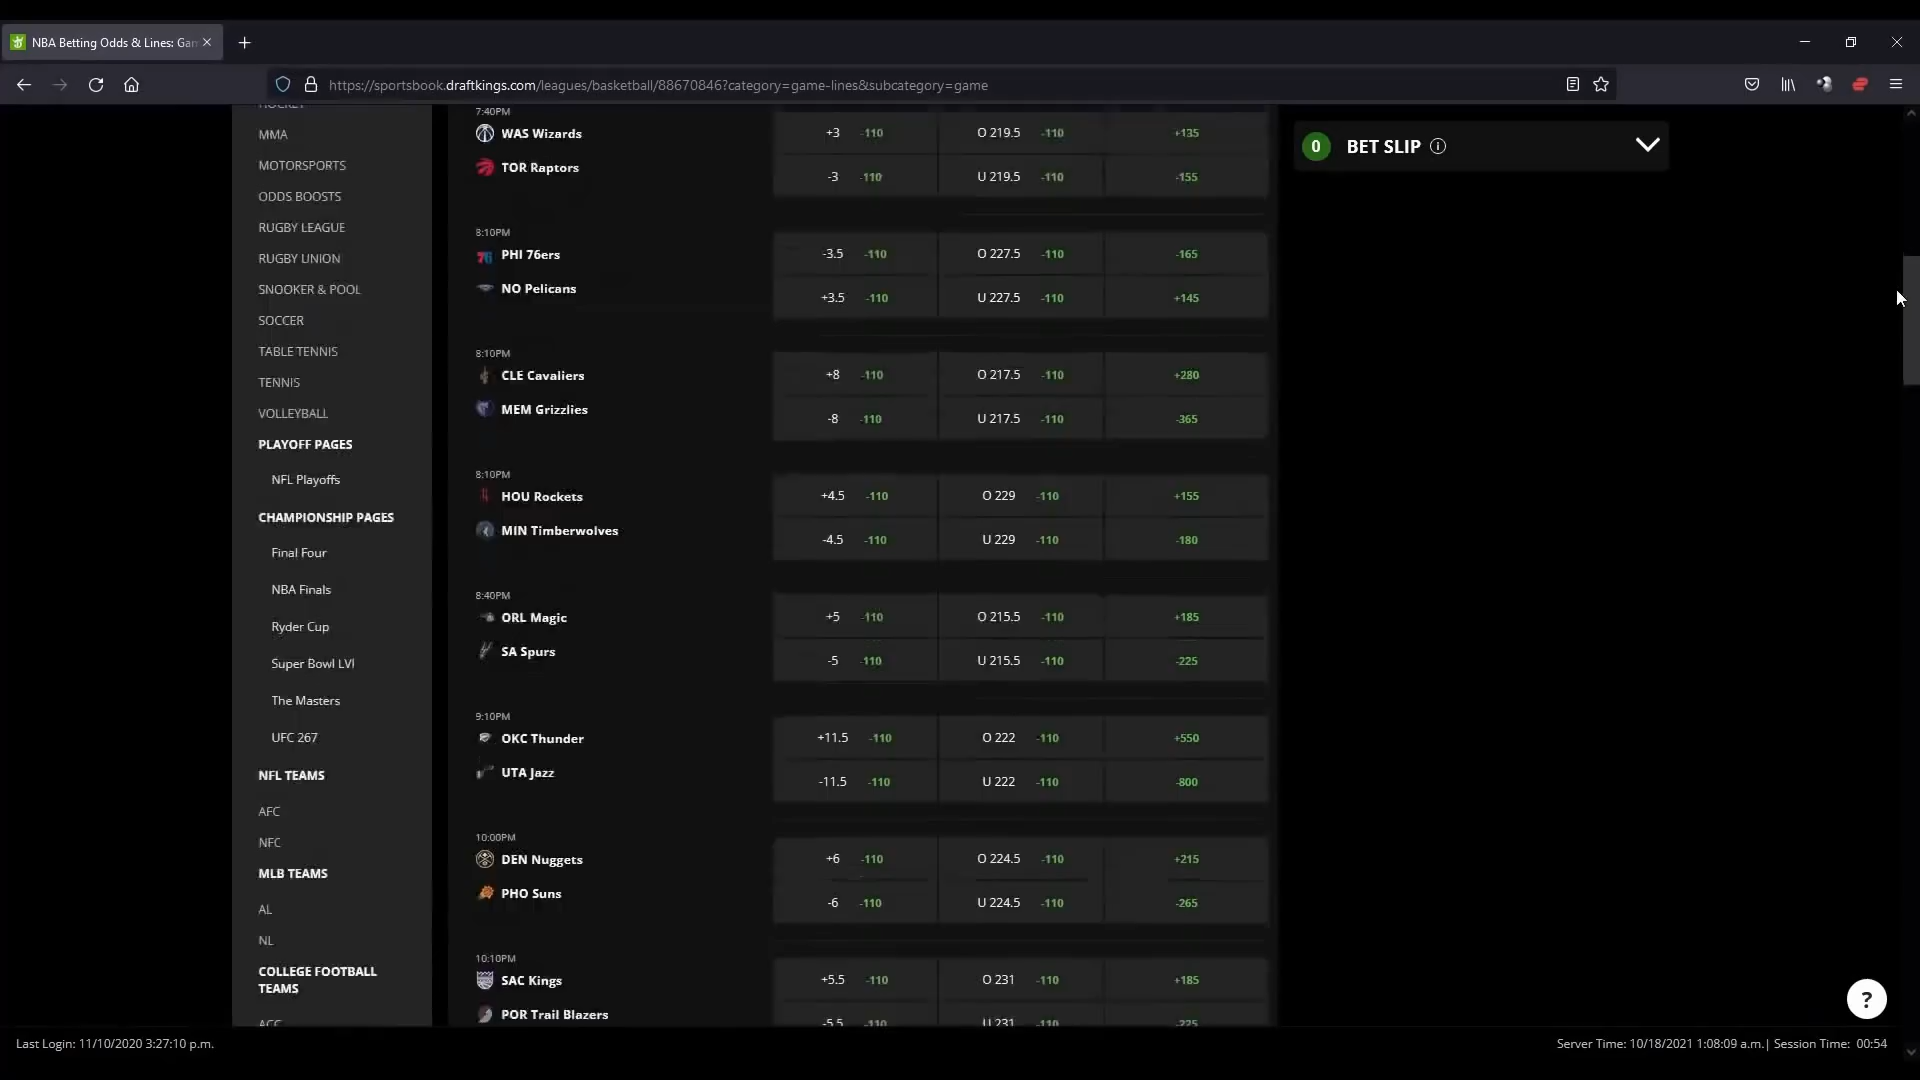 NBA Betting Odds & Lines: Gam
https://sportsbook.draftkings.com/leagues/basketball/88670846?category=game-lines&subcategory=game
HOCKEY
MMA
MOTORSPORTS
ODDS BOOSTS
RUGBY LEAGUE
RUGBY UNION
SNOOKER & POOL
SOCCER
TABLE TENNIS
TENNIS
VOLLEYBALL
PLAYOFF PAGES
NFL Playoffs
CHAMPIONSHIP PAGES
Final Four
NBA Finals
Ryder Cup
Super Bowl LVI
The Masters
UFC 267
NFL TEAMS
AFC
NFC
MLB TEAMS
AL
NL
COLLEGE FOOTBALL
TEAMS
ACC
7:40PM
WAS Wizards +3 -110 O 219.5 -110 +135
TOR Raptors -3 -110 U 219.5 -110 -155
8:10PM
PHI 76ers -3.5 -110 O 227.5 -110 -165
NO Pelicans +3.5 -110 U 227.5 -110 +145
8:10PM
CLE Cavaliers +8 -110 O 217.5 -110 +280
MEM Grizzlies -8 -110 U 217.5 -110 -365
8:10PM
HOU Rockets +4.5 -110 O 229 -110 +155
MIN Timberwolves -4.5 -110 U 229 -110 -180
8:40PM
ORL Magic +5 -110 O 215.5 -110 +185
SA Spurs -5 -110 U 215.5 -110 -225
9:10PM
OKC Thunder +11.5 -110 O 222 -110 +550
UTA Jazz -11.5 -110 U 222 -110 -800
10:00PM
DEN Nuggets +6 -110 O 224.5 -110 +215
PHO Suns -6 -110 U 224.5 -110 -265
10:10PM
SAC Kings +5.5 -110 O 231 -110 +185
POR Trail Blazers -5.5 -110 U 231 -110 -225
0 BET SLIP
?
Last Login: 11/10/2020 3:27:10 p.m.
Server Time: 10/18/2021 1:08:09 a.m.| Session Time: 00:54